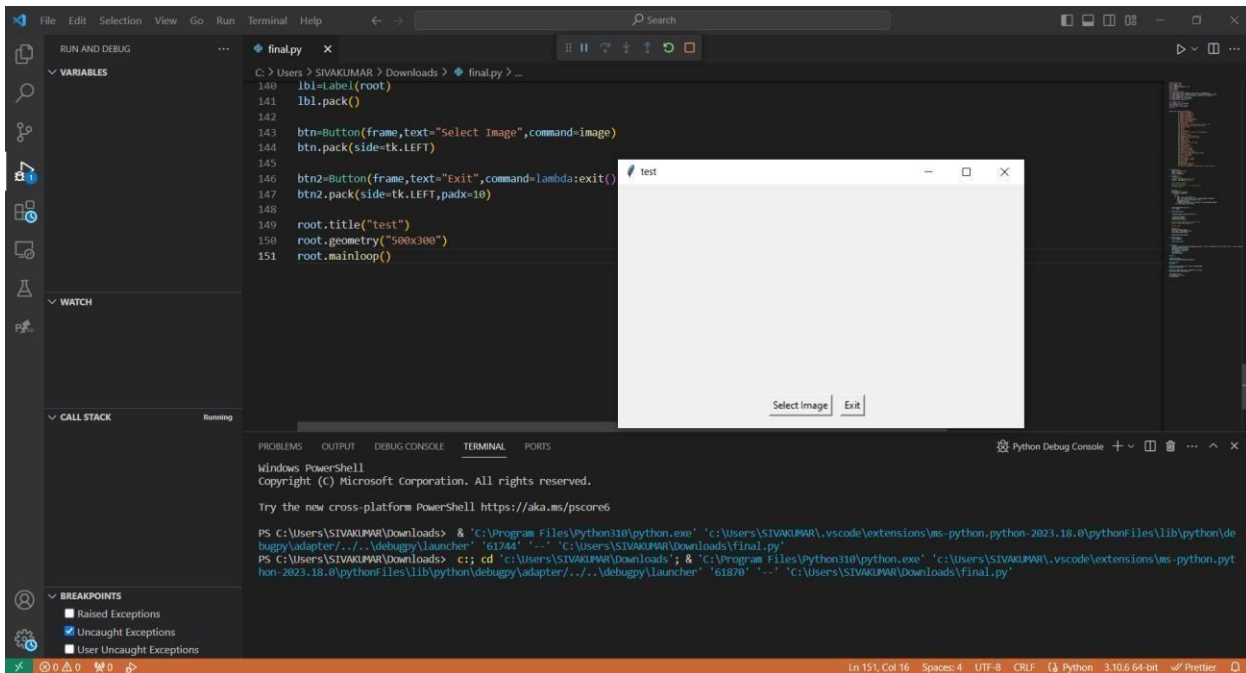 File Edit Selection View Go Run Terminal Help
Search
RUN AND DEBUG
VARIABLES
WATCH
CALL STACK
Running
BREAKPOINTS
Raised Exceptions
Uncaught Exceptions
User Uncaught Exceptions
final.py
C: > Users > SIVAKUMAR > Downloads > final.py > ...
140 lbl=Label(root)
141 lbl.pack()
142
143 btn=Button(frame,text="Select Image",command=image)
144 btn.pack(side=tk.LEFT)
145
146 btn2=Button(frame,text="Exit",command=lambda:exit()
147 btn2.pack(side=tk.LEFT,padx=10)
148
149 root.title("test")
150 root.geometry("500x300")
151 root.mainloop()
test
Select Image Exit
PROBLEMS OUTPUT DEBUG CONSOLE TERMINAL PORTS
Python Debug Console
Windows PowerShell
Copyright (C) Microsoft Corporation. All rights reserved.
Try the new cross-platform PowerShell https://aka.ms/pscore6
PS C:\Users\SIVAKUMAR\Downloads> & 'C:\Program Files\Python310\python.exe' 'c:\Users\SIVAKUMAR\.vscode\extensions\ms-python.python-2023.18.0\pythonFiles\lib\python\de
bugpy\adapter/../..\debugpy\launcher' '61744' '--' 'C:\Users\SIVAKUMAR\Downloads\final.py'
PS C:\Users\SIVAKUMAR\Downloads> c:; cd 'c:\Users\SIVAKUMAR\Downloads'; & 'C:\Program Files\Python310\python.exe' 'c:\Users\SIVAKUMAR\.vscode\extensions\ms-python.pyt
hon-2023.18.0\pythonFiles\lib\python\debugpy\adapter/../..\debugpy\launcher' '61870' '--' 'C:\Users\SIVAKUMAR\Downloads\final.py'
0 0 0 Ln 151, Col 16 Spaces: 4 UTF-8 CRLF Python 3.10.6 64-bit Prettier